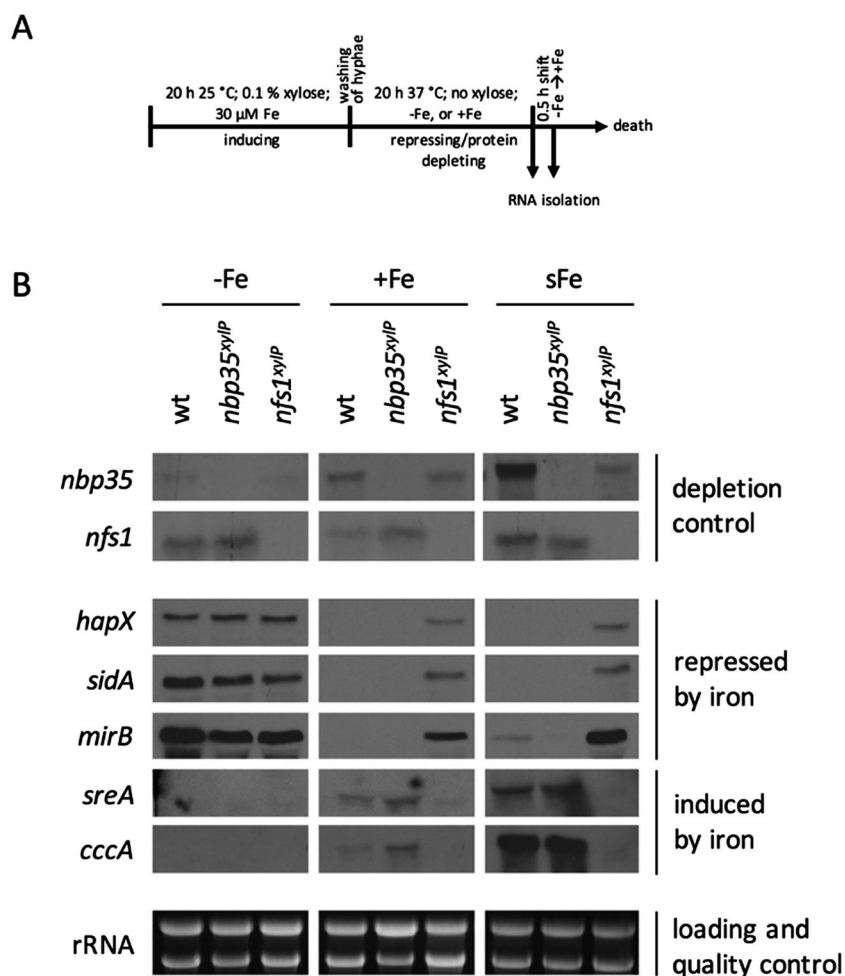 A
20 h 25 °C; 0.1 % xylose;
30 µM Fe
inducing
washing
of hyphae
20 h 37 °C; no xylose;
-Fe, or +Fe
repressing/protein
depleting
0.5 h shift
-Fe → +Fe
death
RNA isolation
B
-Fe +Fe sFe
wt nbp35xylP nfs1xylP wt nbp35xylP nfs1xylP wt nbp35xylP nfs1xylP
nbp35
nfs1
depletion
control
hapX
sidA
mirB
repressed
by iron
sreA
cccA
induced
by iron
rRNA
loading and
quality control